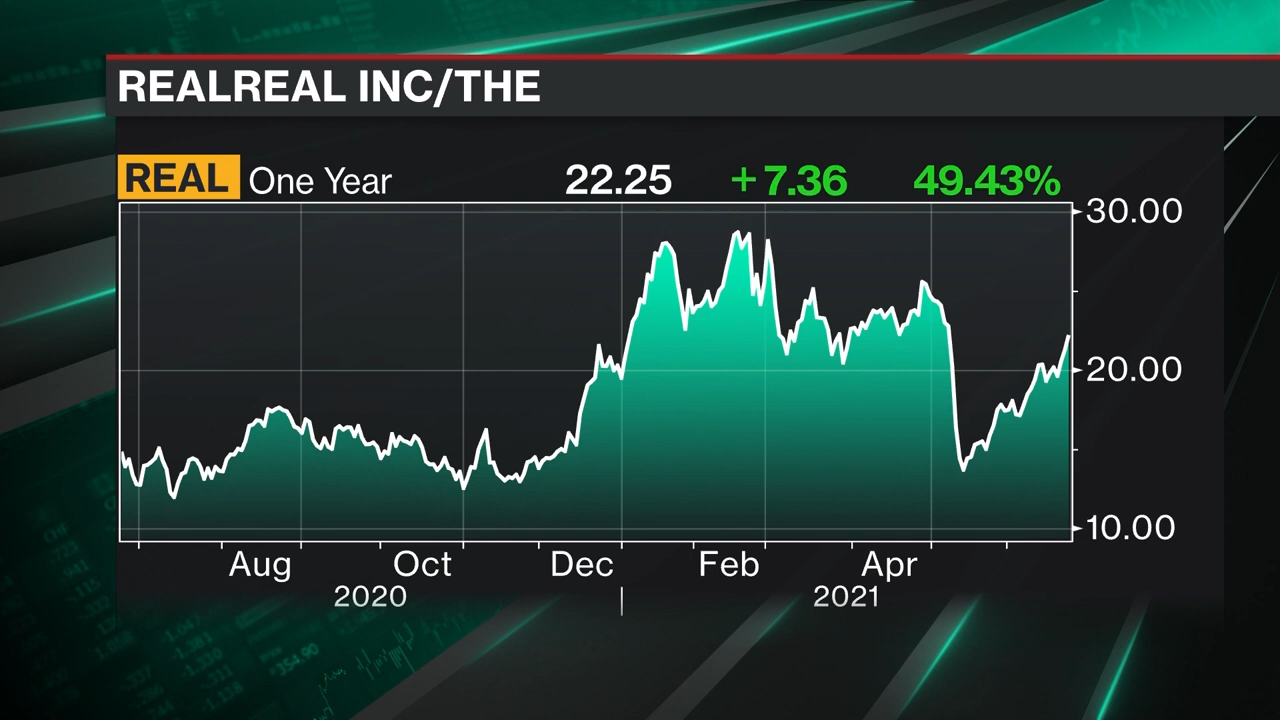 REALREAL INC/THE
REAL One Year 22.25 +7.36 49.43%
30.00
20.00
10.00
Aug Oct Dec Feb Apr
2020 | 2021